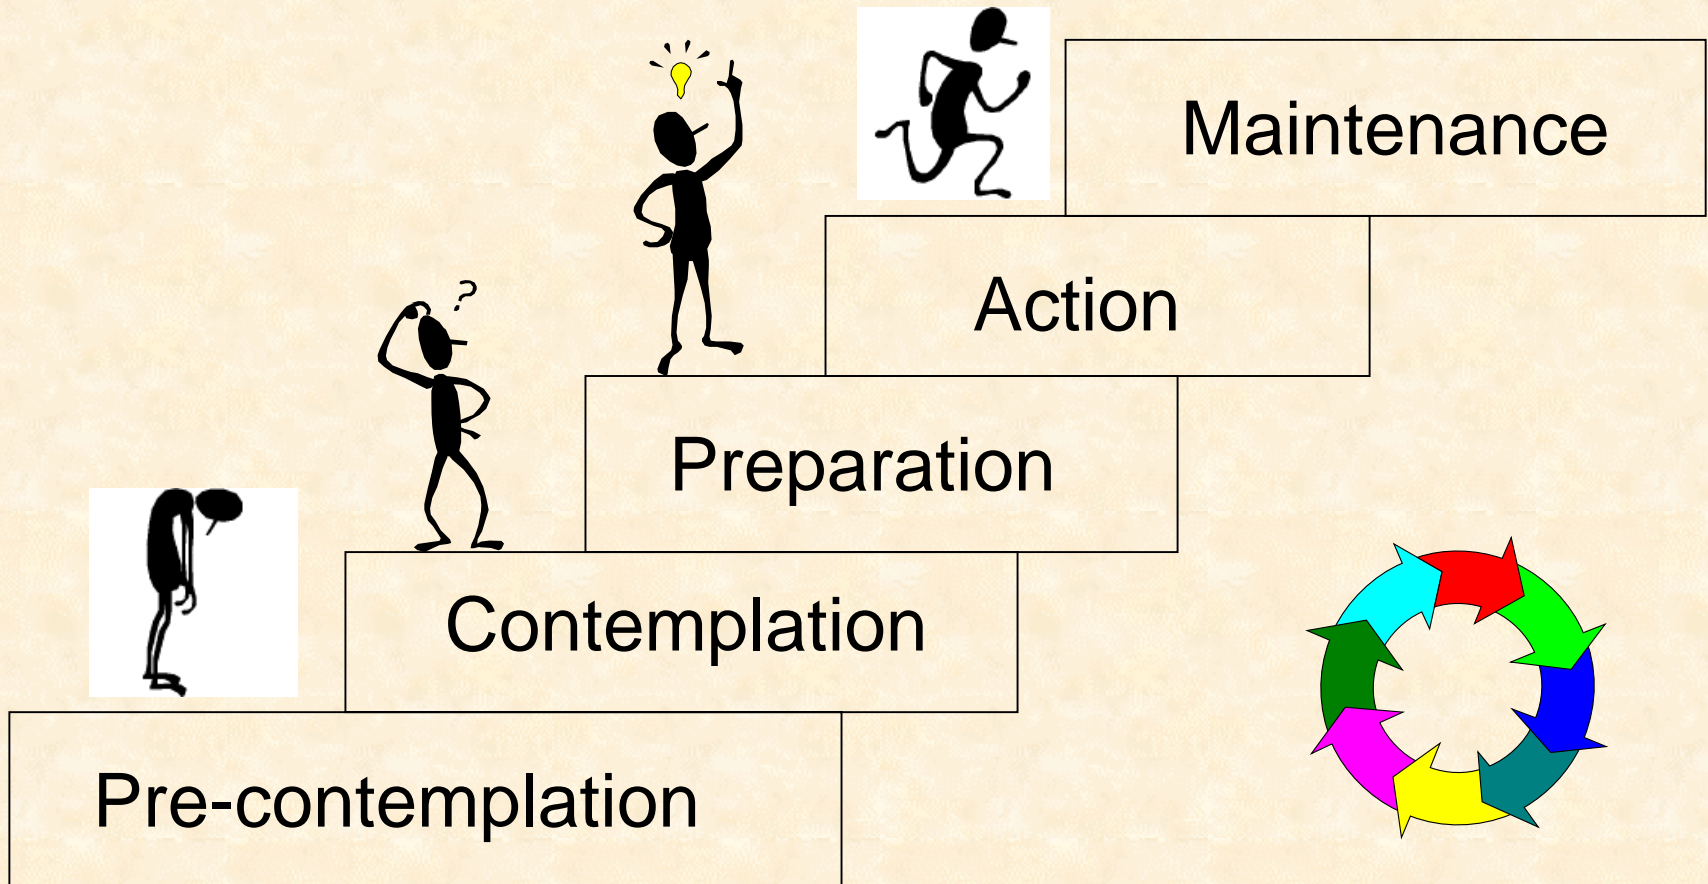 Maintenance
Action
?
Preparation
Contemplation
Pre-contemplation